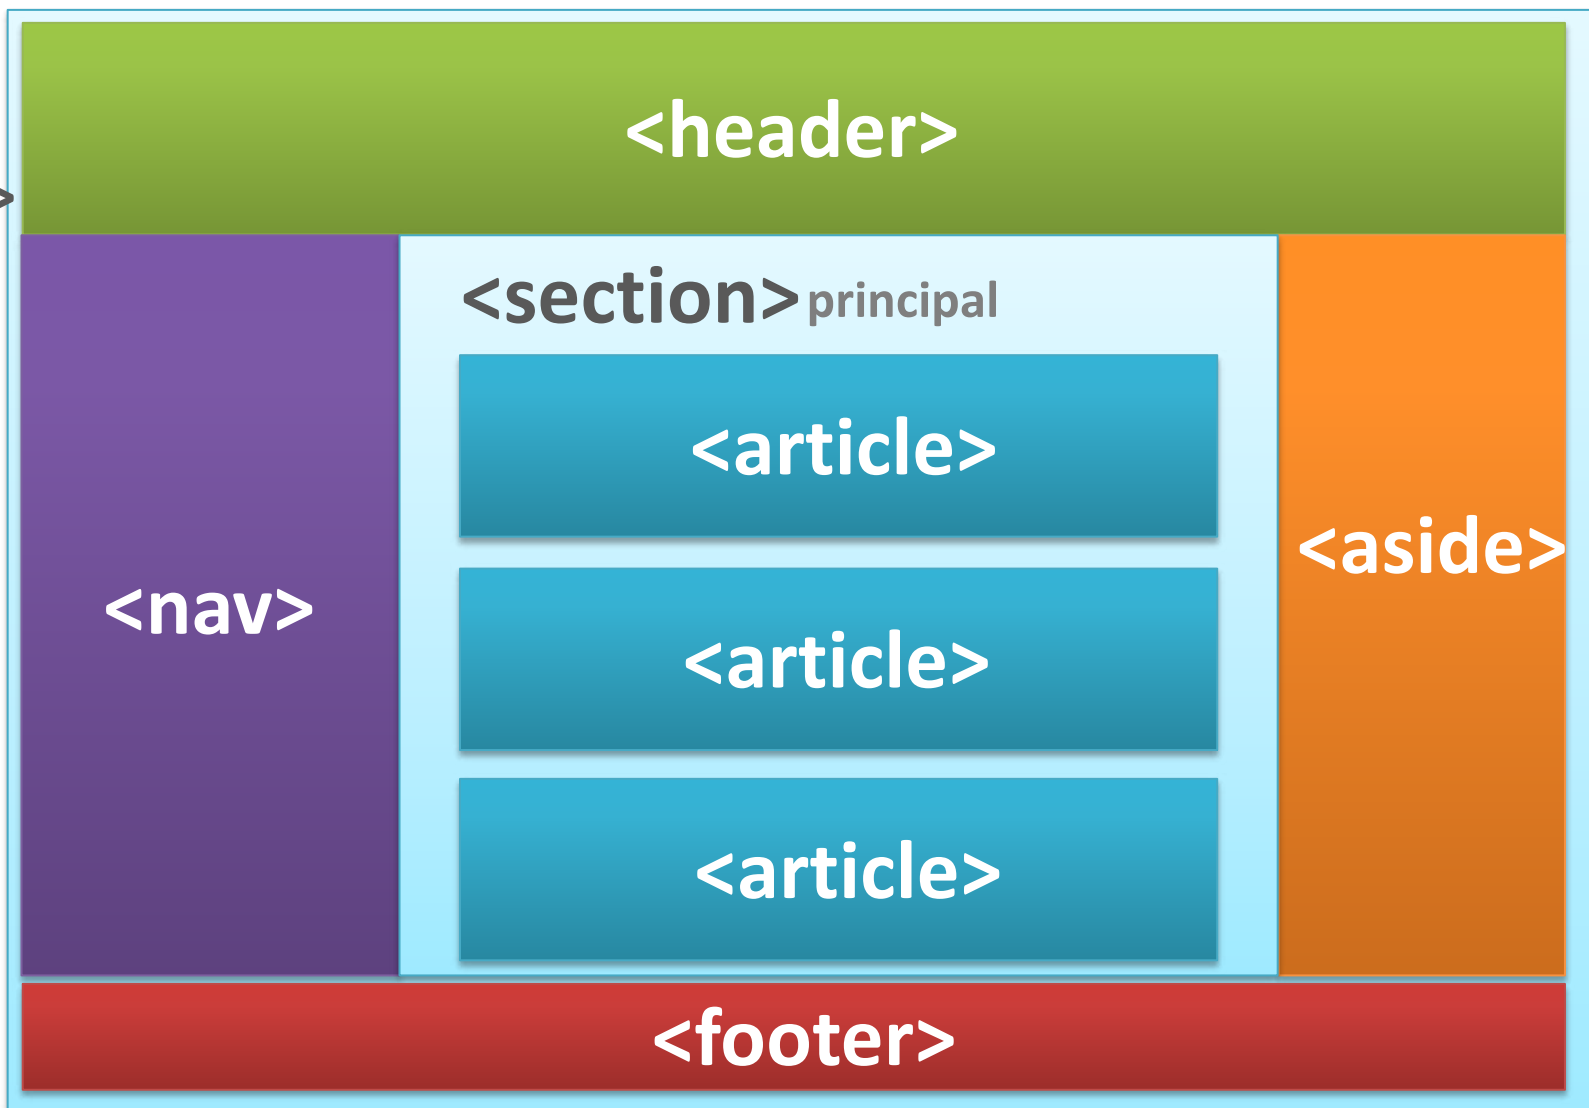 <header>
>
<section> principal
<article>
<nav>
<article>
<aside>
<article>
<footer>